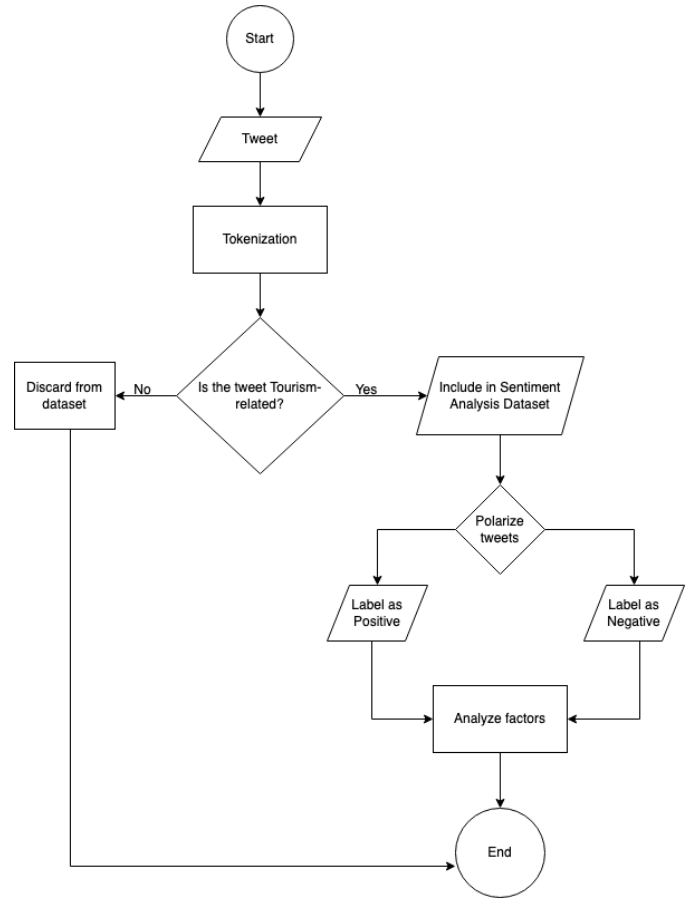 Start
Tweet
Tokenization
Is the tweet Tourism-
related?
No
Yes
Discard from
dataset
Include in Sentiment
Analysis Dataset
Polarize
tweets
Label as
Positive
Label as
Negative
Analyze factors
End